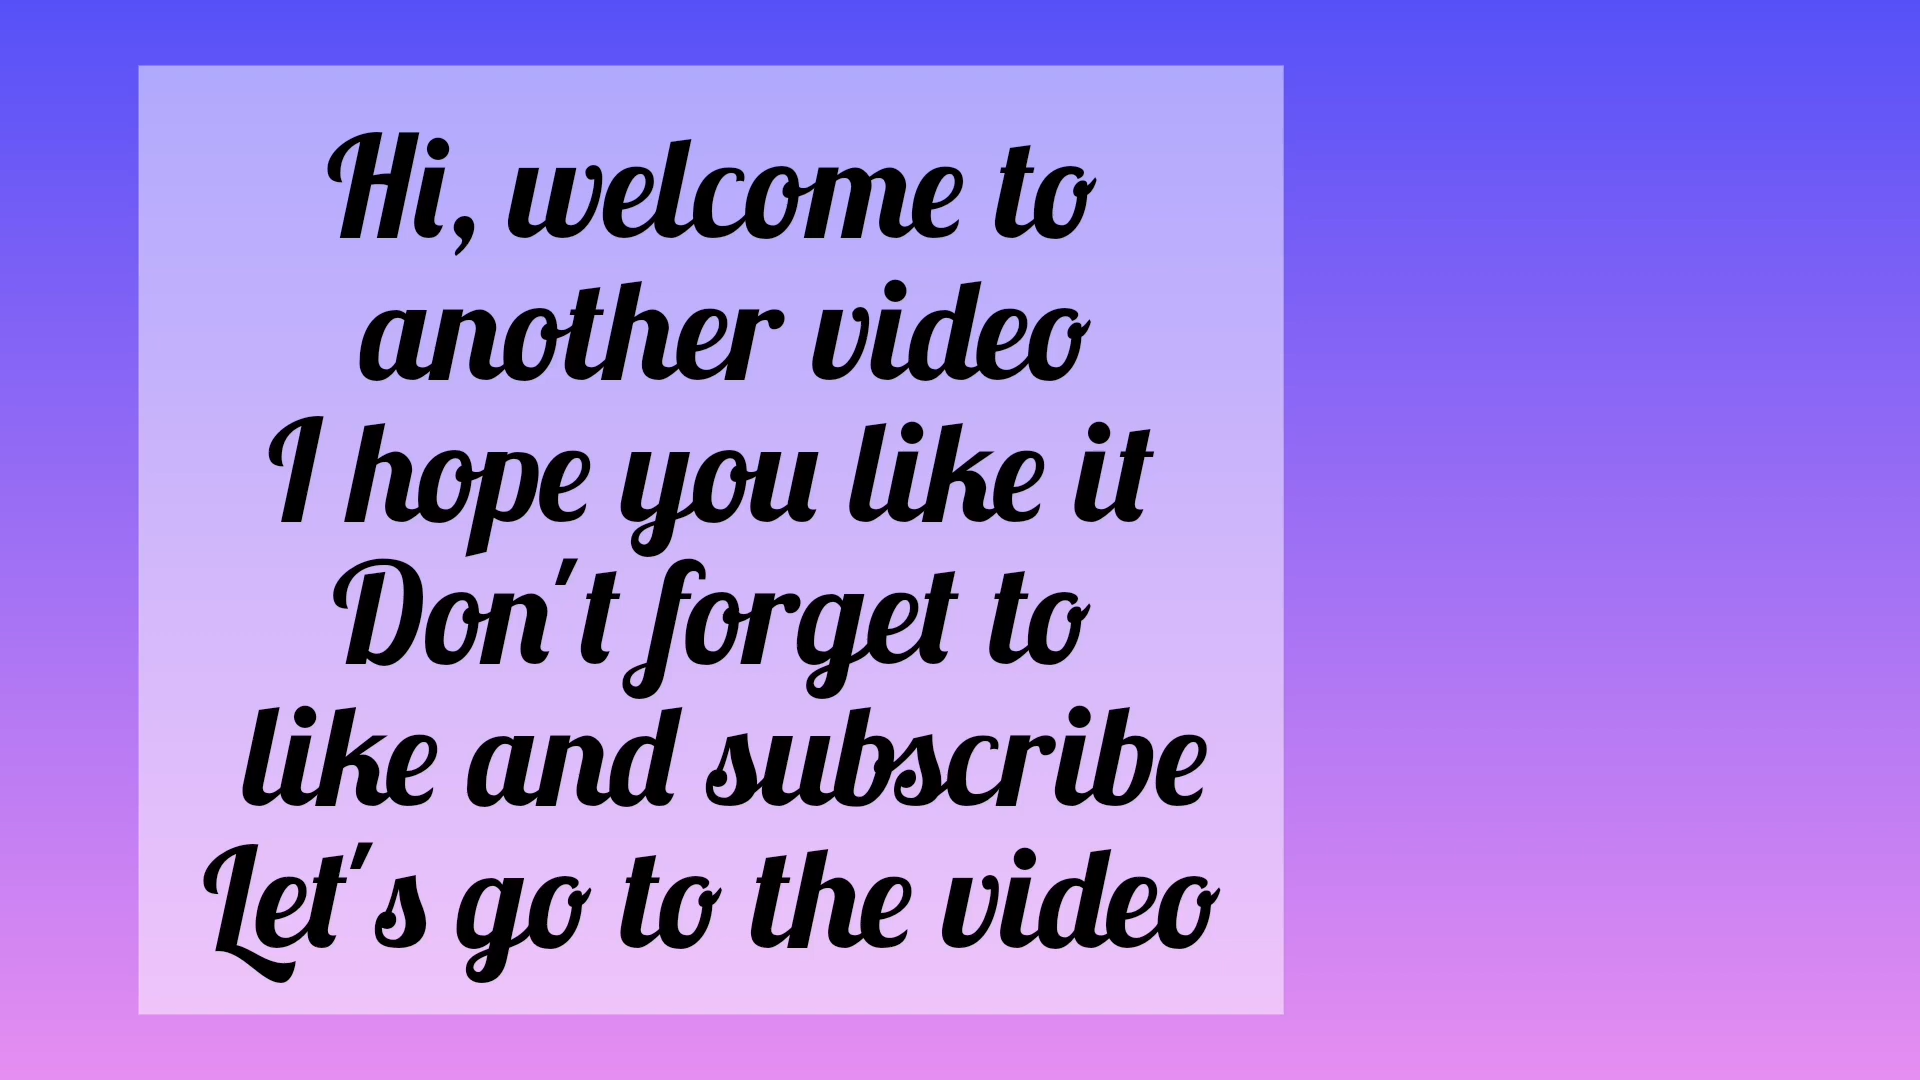 Hi, welcome to
another video
I hope you like it
Don't forget to
like and subscribe
Let's go to the video